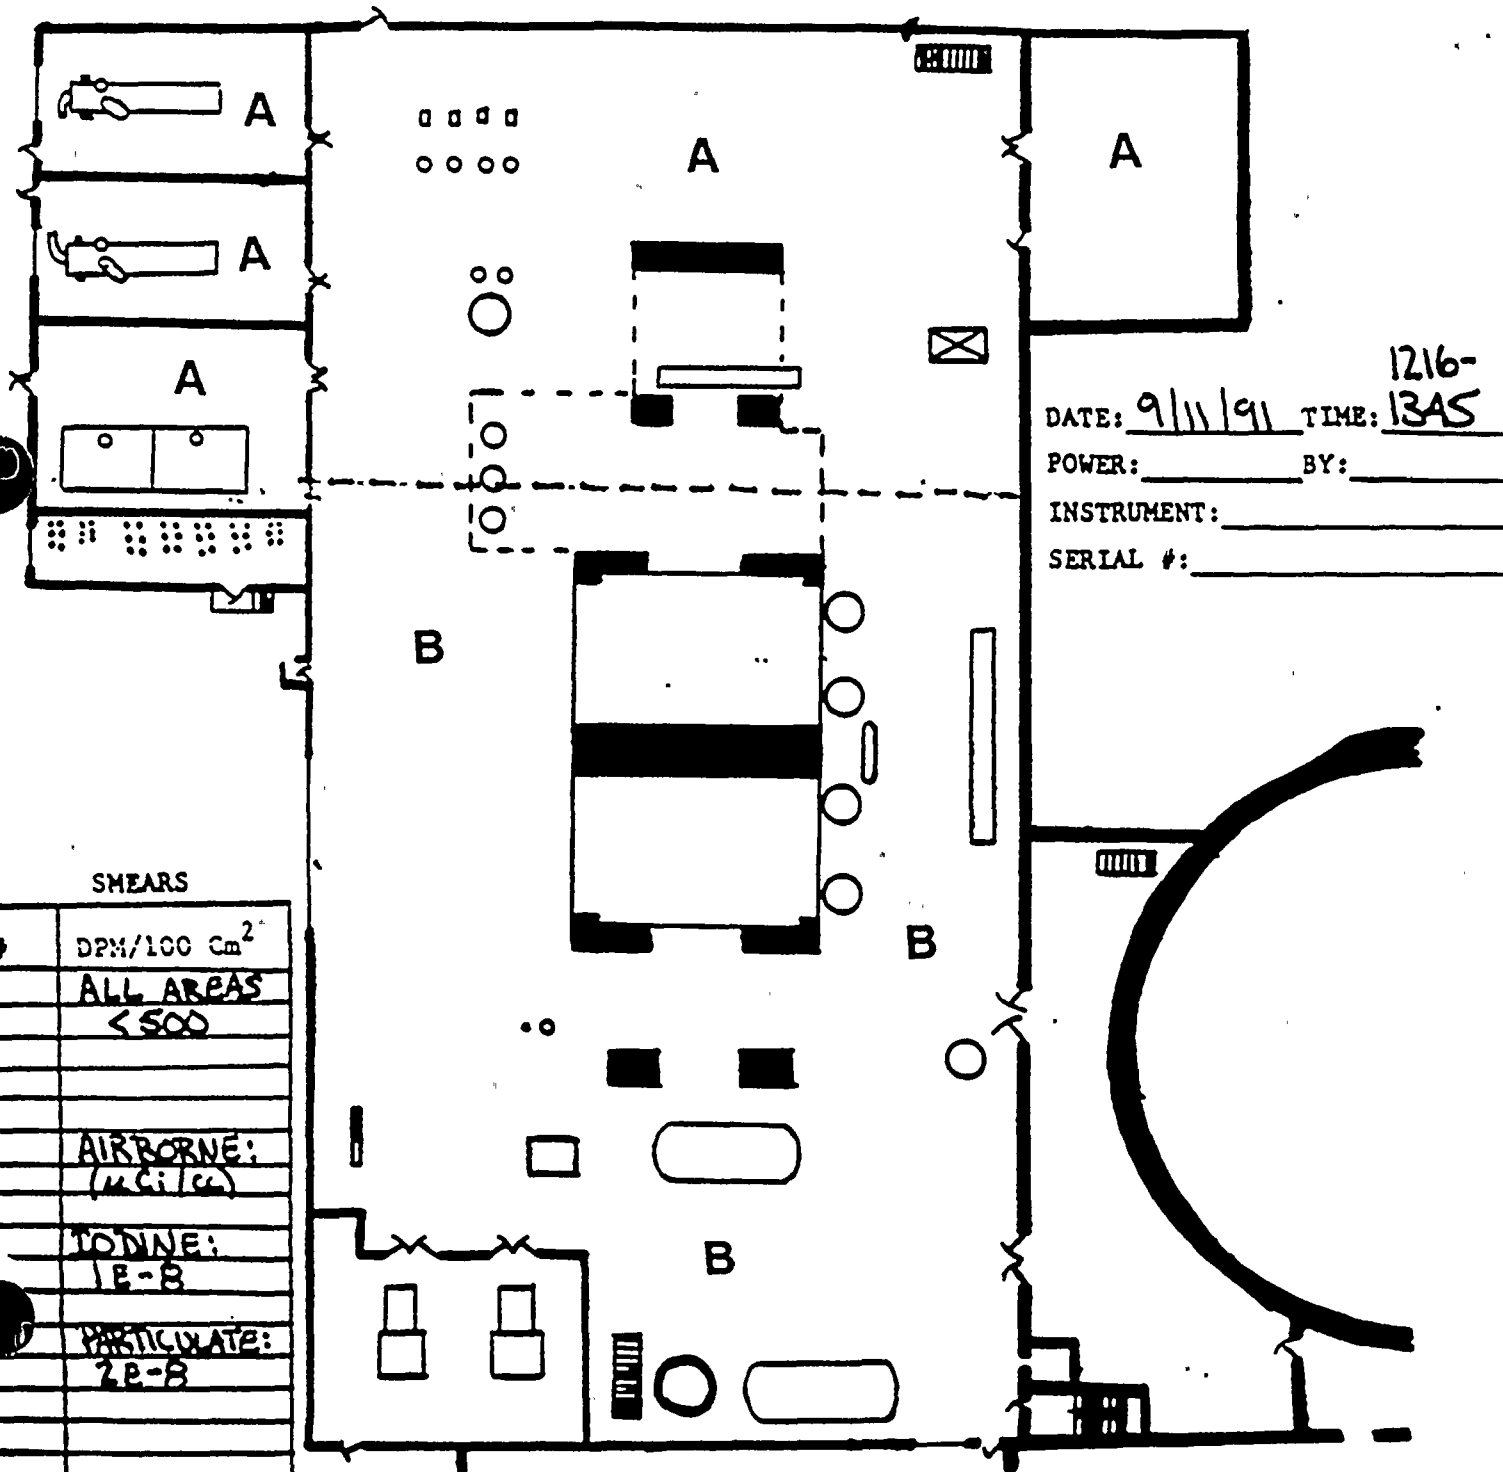 A
A
A
A
A
1216-
DATE: 9/11/91 TIME: 1345
POWER: BY:
INSTRUMENT:
SERIAL #:
B
SMEARS
DPM/100 Cm²
B
ALL AREAS
<500
AIRBORNE:
(µCi/cc)
IODINE:
1E-8
B
PARTICULATE:
2E-8